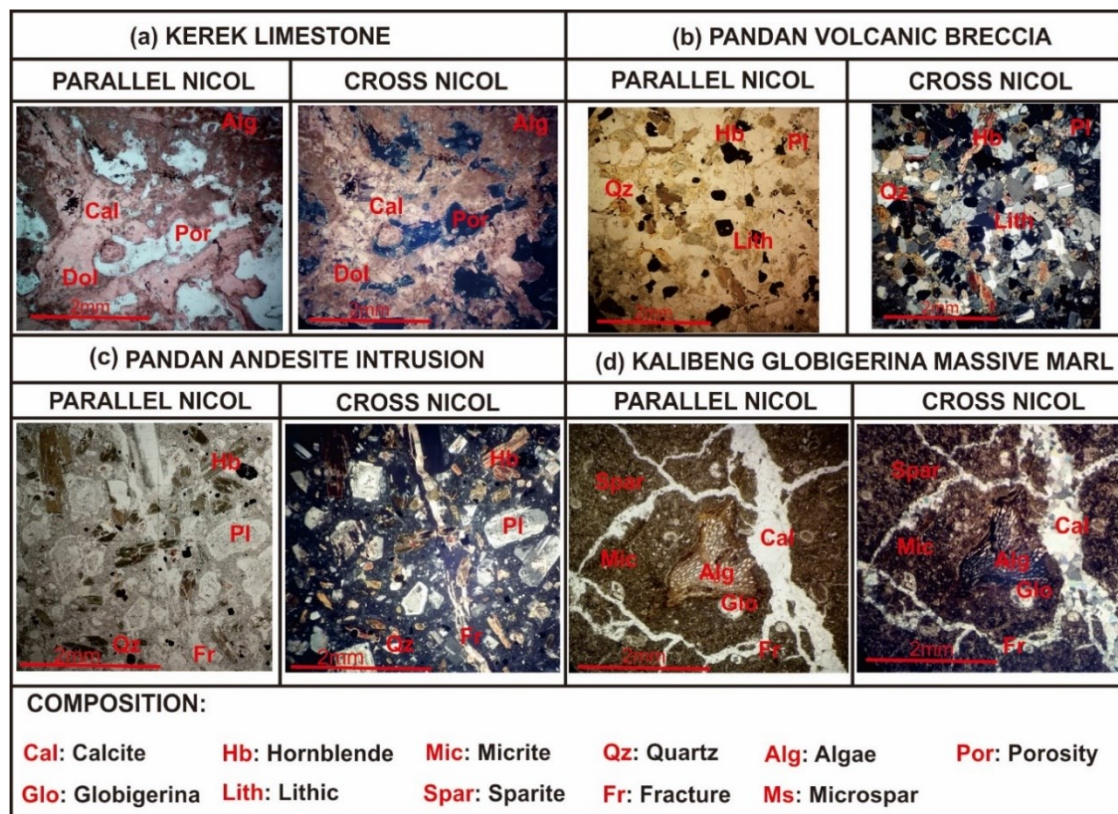 (a) KEREK LIMESTONE
PARALLEL NICOL
CROSS NICOL
Alg
Cal
Por
Dol
2mm
Alg
Cal
Por
Dol
2mm
(b) PANDAN VOLCANIC BRECCIA
PARALLEL NICOL
CROSS NICOL
Hb
Pl
Qz
Lith
2mm
Hb
Pl
Qz
Lith
2mm
(c) PANDAN ANDESITE INTRUSION
PARALLEL NICOL
CROSS NICOL
Hb
Pl
Qz
Fr
2mm
Hb
Pl
Qz
Fr
2mm
(d) KALIBENG GLOBIGERINA MASSIVE MARL
PARALLEL NICOL
CROSS NICOL
Spar
Cal
Mic
Alg
Glo
Fr
2mm
Spar
Cal
Mic
Alg
Glo
Fr
2mm
COMPOSITION:
Cal: Calcite Hb: Hornblende Mic: Micrite Qz: Quartz Alg: Algae Por: Porosity
Glo: Globigerina Lith: Lithic Spar: Sparite Fr: Fracture Ms: Microspar